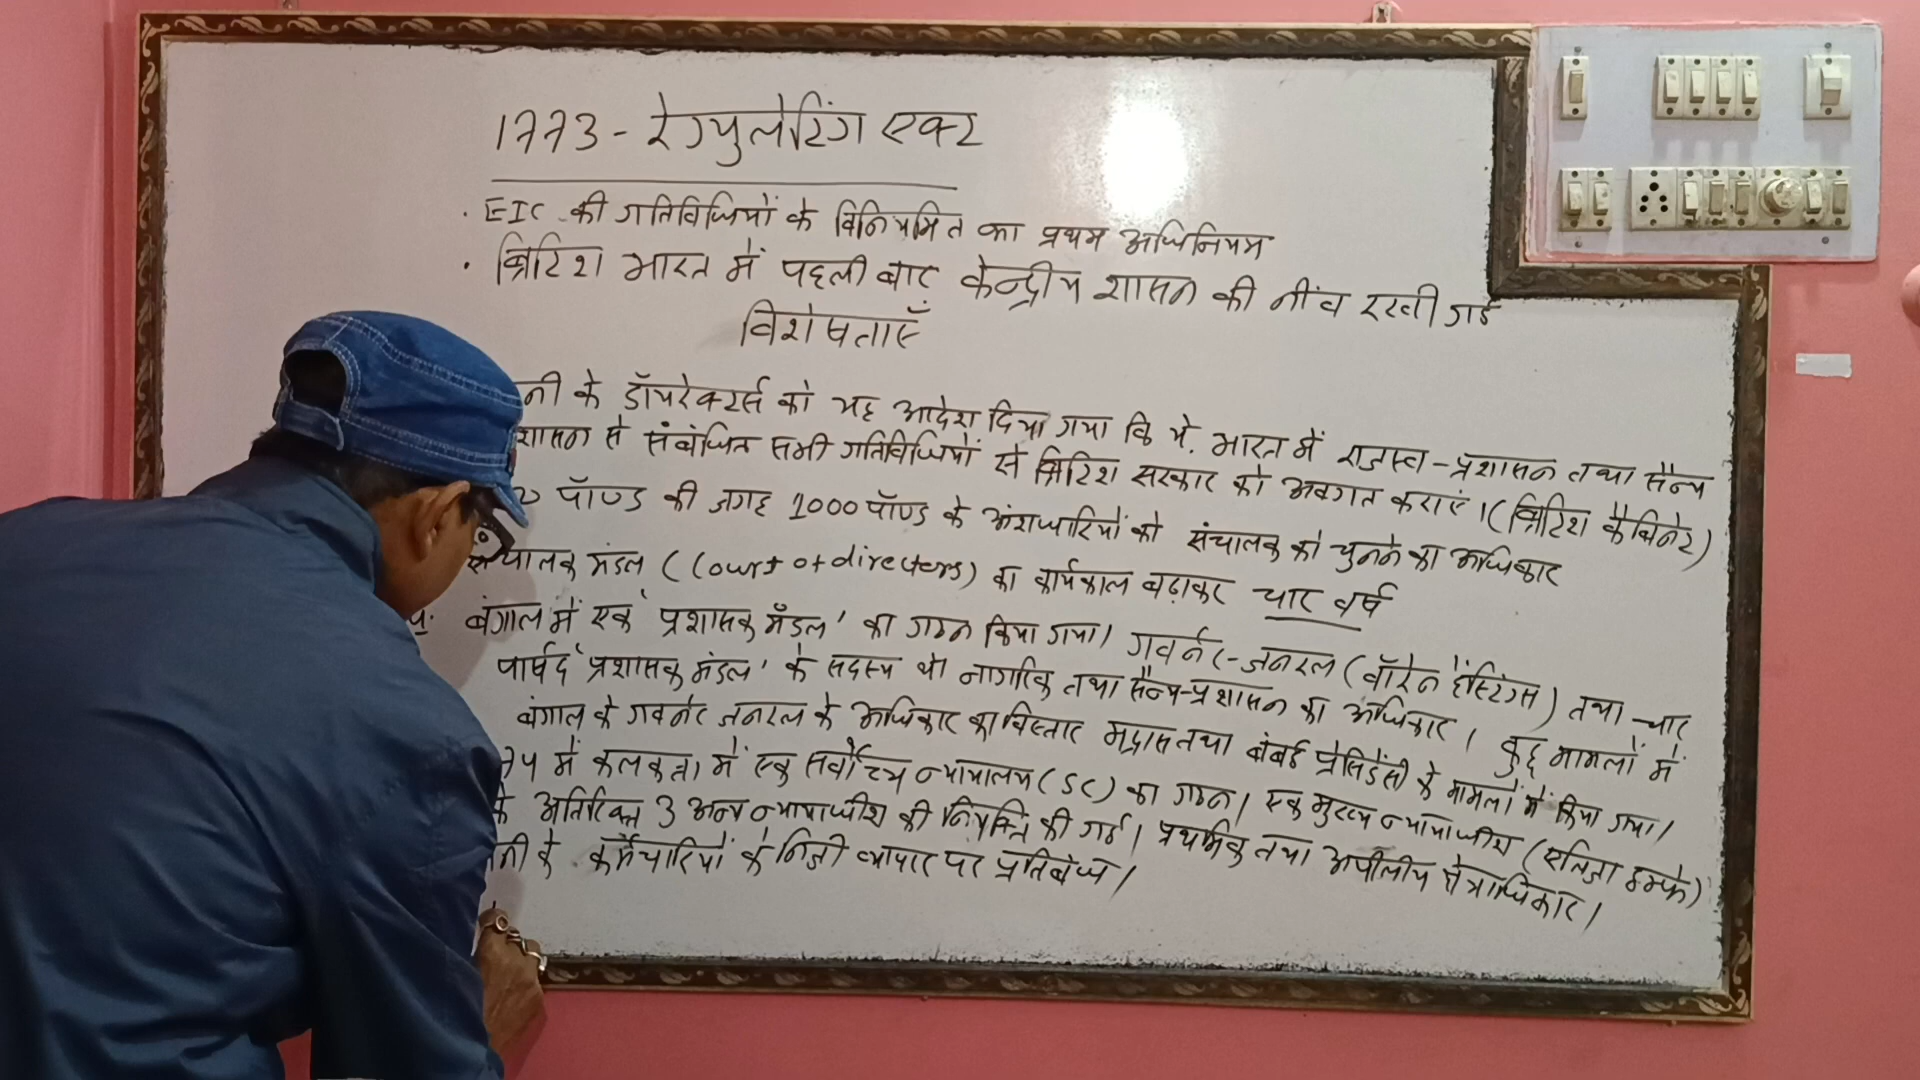 1773 - रेग्युलेटिंग एक्ट
. EIC की गतिविधियों के विनियमित का प्रथम अधिनियम
. ब्रिटिश भारत में पहली बार केन्द्रीय शासन की नींव रखी गई
विशेषताएँ
नी के डॉयरेक्टर्स को यह आदेश दिया गया कि वे. भारत में राजस्व-प्रशासन तथा सैन्य
शासन से संबंधित सभी गतिविधियों से ब्रिटिश सरकार को अवगत कराएं।(ब्रिटिश कैबिनेट)
पॉण्ड की जगह 1000 पॉण्ड के अंशधारियों को संचालक को चुनने का अधिकार
संचालक मंडल (Court of directers) का कार्यकाल बढ़ाकर चार वर्ष
बंगाल में एक 'प्रशासक मँडल' का गठन किया गया। गवर्नर-जनरल (वॉरेन हैस्टिंग्स) तथा चार
पार्षद 'प्रशासक मंडल' के सदस्य थे। नागरिक तथा सैन्य-प्रशासन का अधिकार। कुछ मामलों में
बंगाल के गवर्नर जनरल के अधिकार का विस्तार मद्रास तथा बंबई प्रेसिडेंसी के मामलों में किया गया।
74 में कलकत्ता में एक सर्वोच्च न्यायालय (SC) का गठन। एक मुख्य न्यायाधीश (एलिजा इम्फे)
के अतिरिक्त 3 अन्य न्यायाधीश की नियुक्ति की गई। प्रथमिक तथा अपीलीय क्षेत्राधिकार।
नी के कर्मचारियों के निजी व्यापार पर प्रतिबंध।